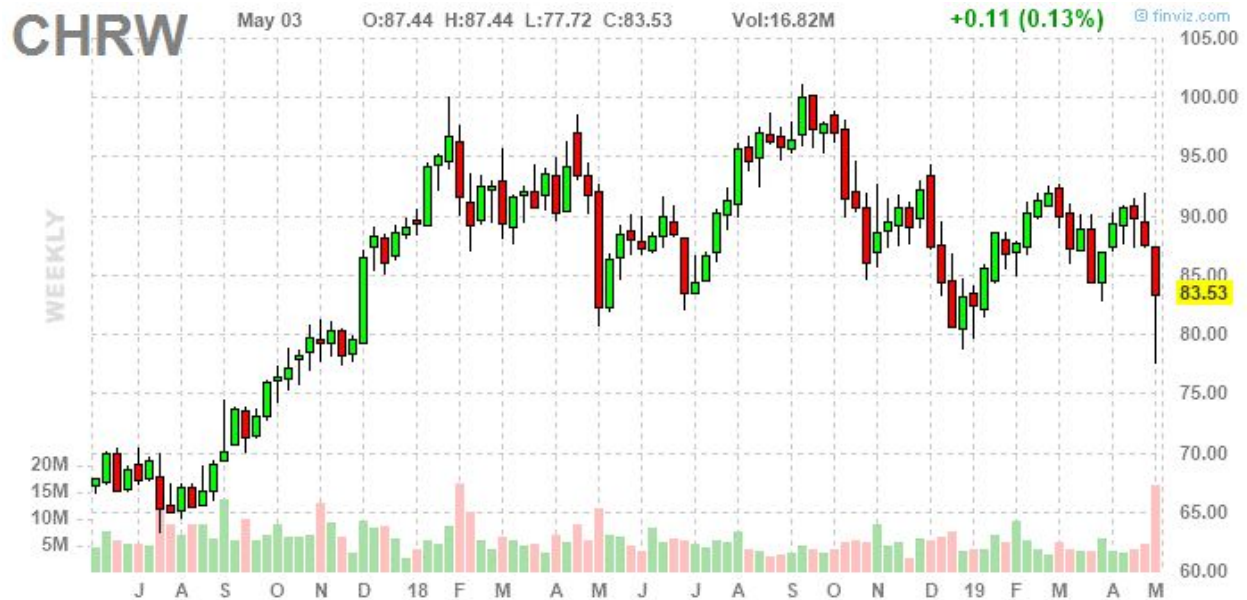 CHRW May 03 O:87.44 H:87.44 L:77.72 C:83.53 Vol:16.82M +0.11 (0.13%) © finviz.com
105.00
100.00
95.00
90.00
85.00
83.53
80.00
75.00
70.00
65.00
60.00
WEEKLY
20M
15M
10M
5M
J A S O N D 18 F M A M J J A S O N D 19 F M A M